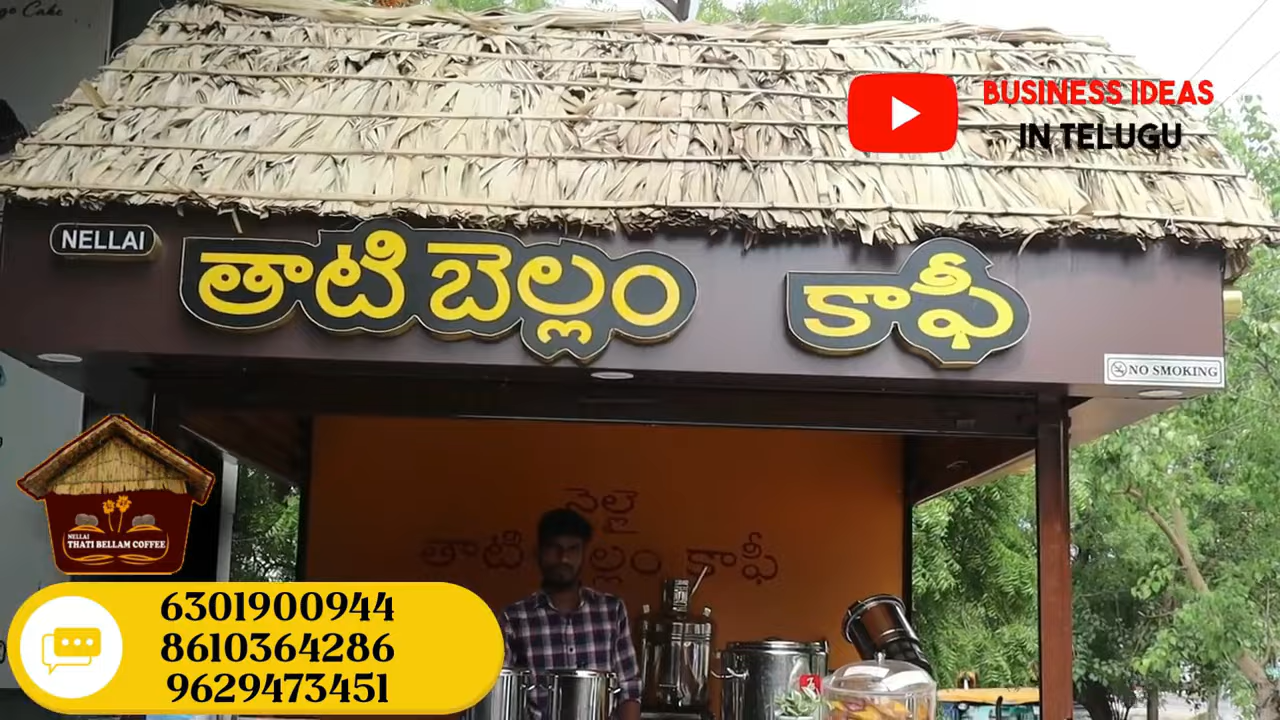 BUSINESS IDEAS
IN TELUGU
NELLAI
తాటి బెల్లం కాఫీ
NO SMOKING
నెల్లై
తాటి బెల్లం కాఫీ
NELLAI
THATI BELLAM COFFEE
6301900944
8610364286
9629473451